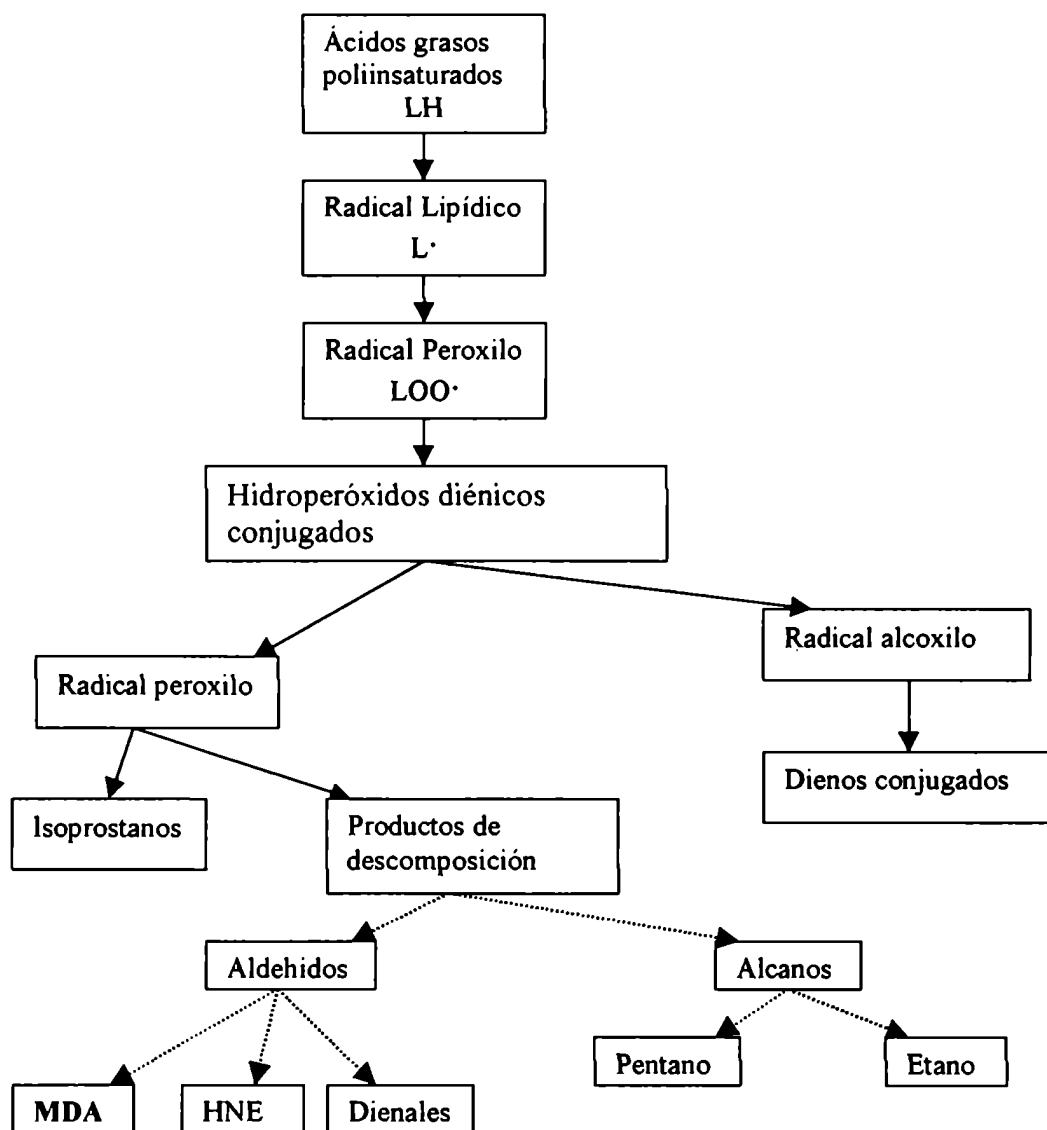 Ácidos grasos
poliinsaturados
LH
Radical Lipídico
L·
Radical Peroxilo
LOO·
Hidroperóxidos diénicos
conjugados
Radical alcoxilo
Radical peroxilo
Dienos conjugados
Isoprostanos
Productos de
descomposición
Aldehidos
Alcanos
Pentano
Etano
MDA
HNE
Dienales